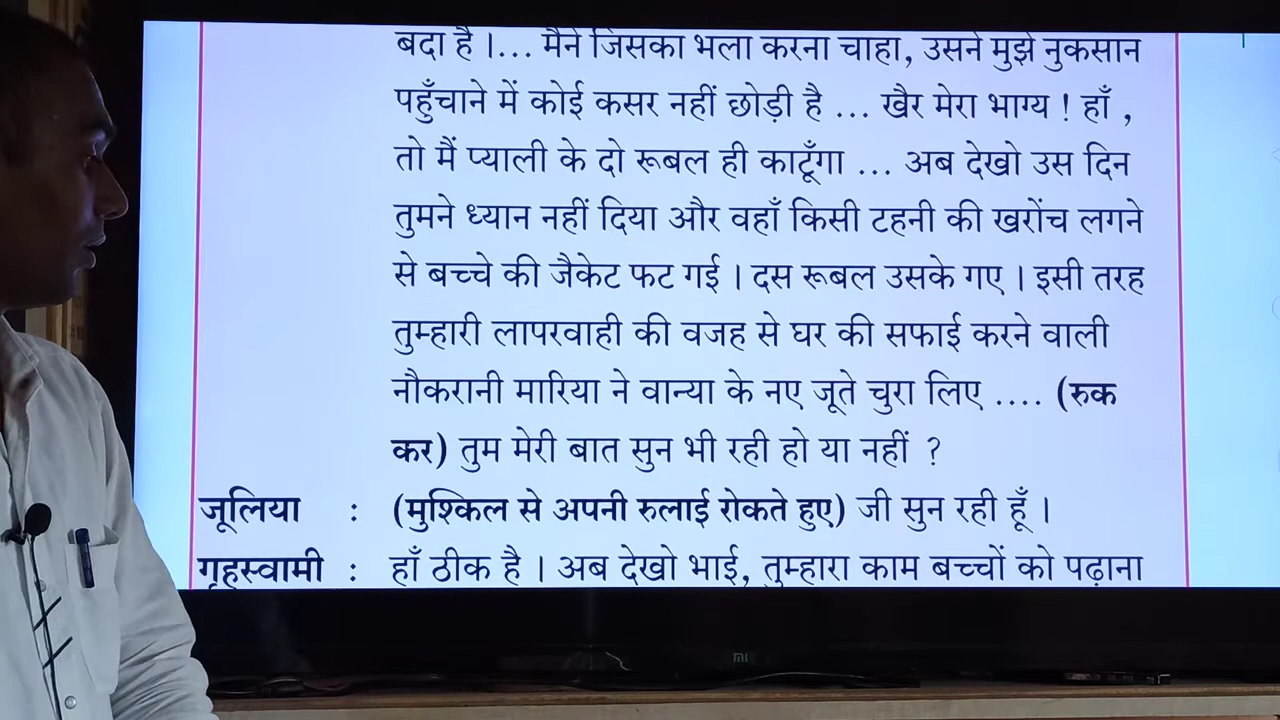 बदा है ।... मैंने जिसका भला करना चाहा, उसने मुझे नुकसान
पहुँचाने में कोई कसर नहीं छोड़ी है ... खैर मेरा भाग्य ! हाँ ,
तो मैं प्याली के दो रूबल ही काटूँगा ... अब देखो उस दिन
तुमने ध्यान नहीं दिया और वहाँ किसी टहनी की खरोंच लगने
से बच्चे की जैकेट फट गई । दस रूबल उसके गए । इसी तरह
तुम्हारी लापरवाही की वजह से घर की सफाई करने वाली
नौकरानी मारिया ने वान्या के नए जूते चुरा लिए .... (रुक
कर) तुम मेरी बात सुन भी रही हो या नहीं ?
जूलिया : (मुश्किल से अपनी रुलाई रोकते हुए) जी सुन रही हूँ ।
गृहस्वामी : हाँ ठीक है । अब देखो भाई, तुम्हारा काम बच्चों को पढ़ाना
mi